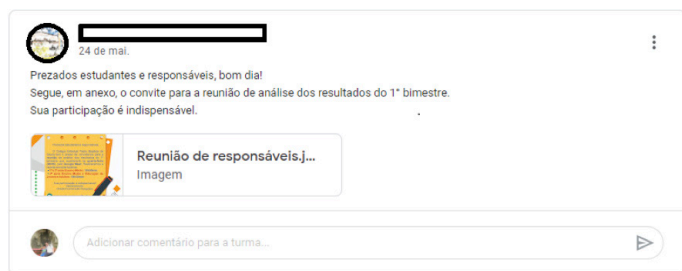 24 de mai.
Prezados estudantes e responsáveis, bom dia!
Segue, em anexo, o convite para a reunião de análise dos resultados do 1° bimestre.
Sua participação é indispensável.
Reunião de responsáveis.j...
Imagem
Adicionar comentário para a turma...